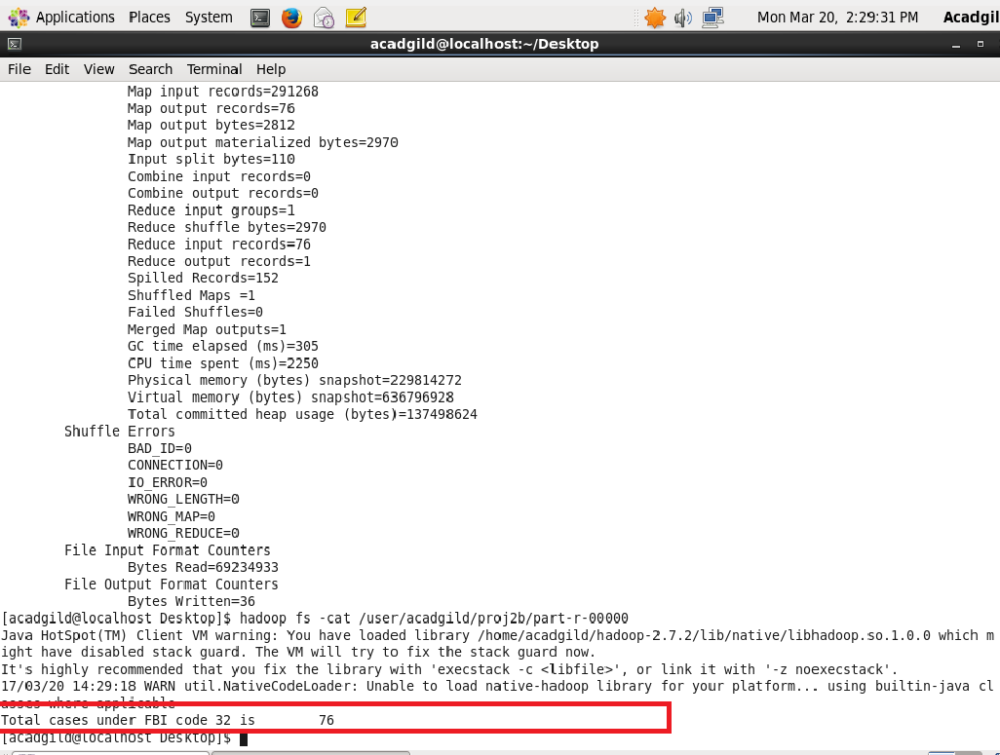 Applications Places System Mon Mar 20, 2:29:31 PM Acadgil
acadgild@localhost:~/Desktop
File Edit View Search Terminal Help
Map input records=291268
Map output records=76
Map output bytes=2812
Map output materialized bytes=2970
Input split bytes=110
Combine input records=0
Combine output records=0
Reduce input groups=1
Reduce shuffle bytes=2970
Reduce input records=76
Reduce output records=1
Spilled Records=152
Shuffled Maps =1
Failed Shuffles=0
Merged Map outputs=1
GC time elapsed (ms)=305
CPU time spent (ms)=2250
Physical memory (bytes) snapshot=229814272
Virtual memory (bytes) snapshot=636796928
Total committed heap usage (bytes)=137498624
Shuffle Errors
BAD_ID=0
CONNECTION=0
IO_ERROR=0
WRONG_LENGTH=0
WRONG_MAP=0
WRONG_REDUCE=0
File Input Format Counters
Bytes Read=69234933
File Output Format Counters
Bytes Written=36
[acadgild@localhost Desktop]$ hadoop fs -cat /user/acadgild/proj2b/part-r-00000
Java HotSpot(TM) Client VM warning: You have loaded library /home/acadgild/hadoop-2.7.2/lib/native/libhadoop.so.1.0.0 which m
ight have disabled stack guard. The VM will try to fix the stack guard now.
It's highly recommended that you fix the library with 'execstack -c <libfile>', or link it with '-z noexecstack'.
17/03/20 14:29:18 WARN util.NativeCodeLoader: Unable to load native-hadoop library for your platform... using builtin-java cl
asses where applicable
Total cases under FBI code 32 is 76
[acadgild@localhost Desktop]$